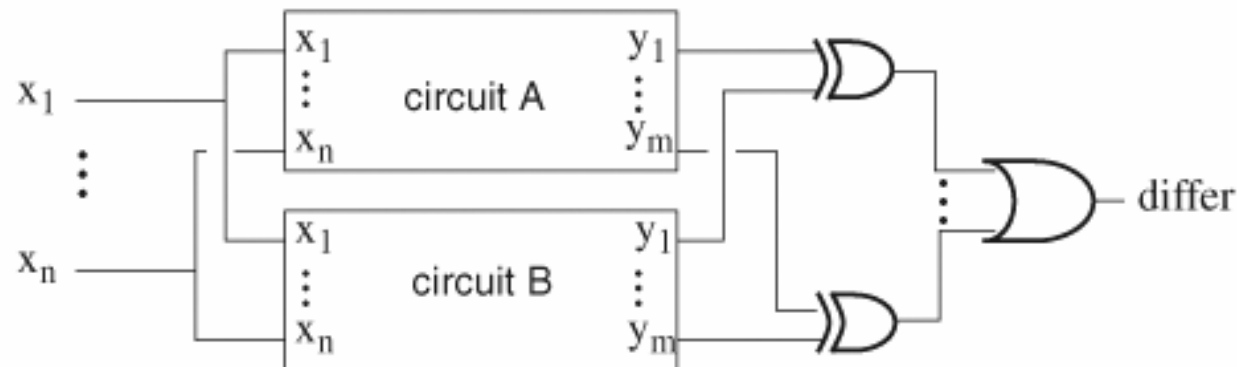 x₁ y₁
x₁ circuit A
xₙ yₘ
differ
x₁ y₁
xₙ circuit B
xₙ yₘ